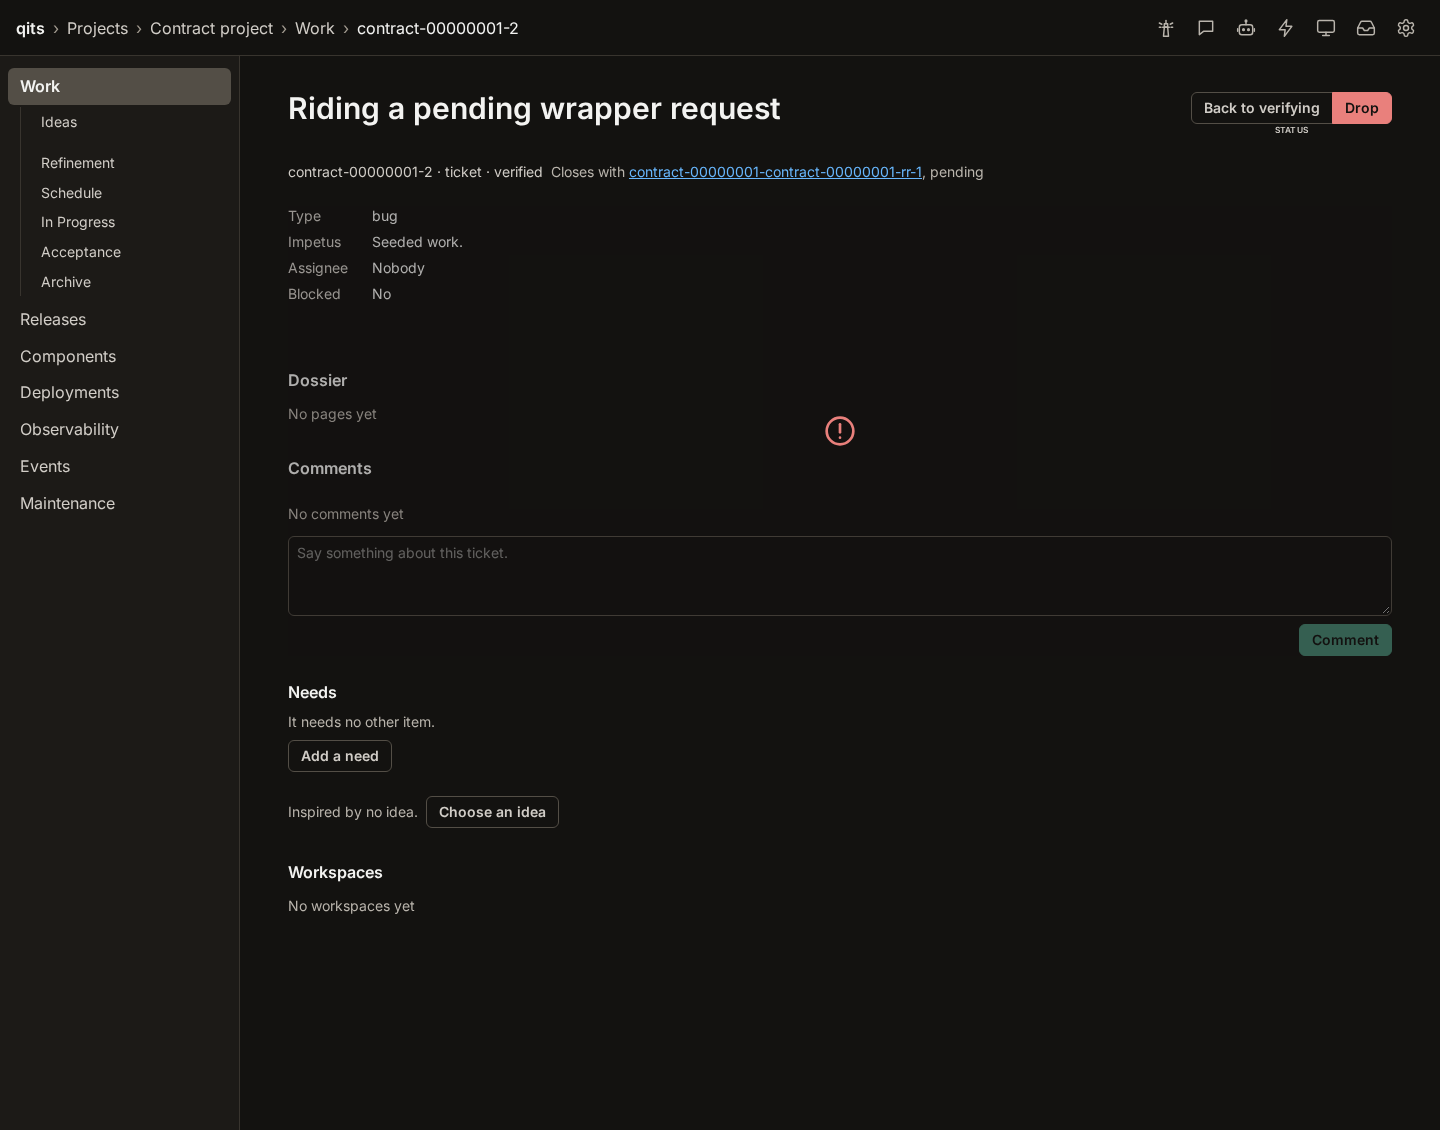 qits › Projects › Contract project › Work › contract-00000001-2
Work
Ideas
Refinement
Schedule
In Progress
Acceptance
Archive
Releases
Components
Deployments
Observability
Events
Maintenance
Riding a pending wrapper request
Back to verifying
Drop
STATUS
contract-00000001-2 · ticket · verified Closes with contract-00000001-contract-00000001-rr-1, pending
Type bug
Impetus Seeded work.
Assignee Nobody
Blocked No
Dossier
No pages yet
Comments
No comments yet
Say something about this ticket.
Comment
Needs
It needs no other item.
Add a need
Inspired by no idea. Choose an idea
Workspaces
No workspaces yet